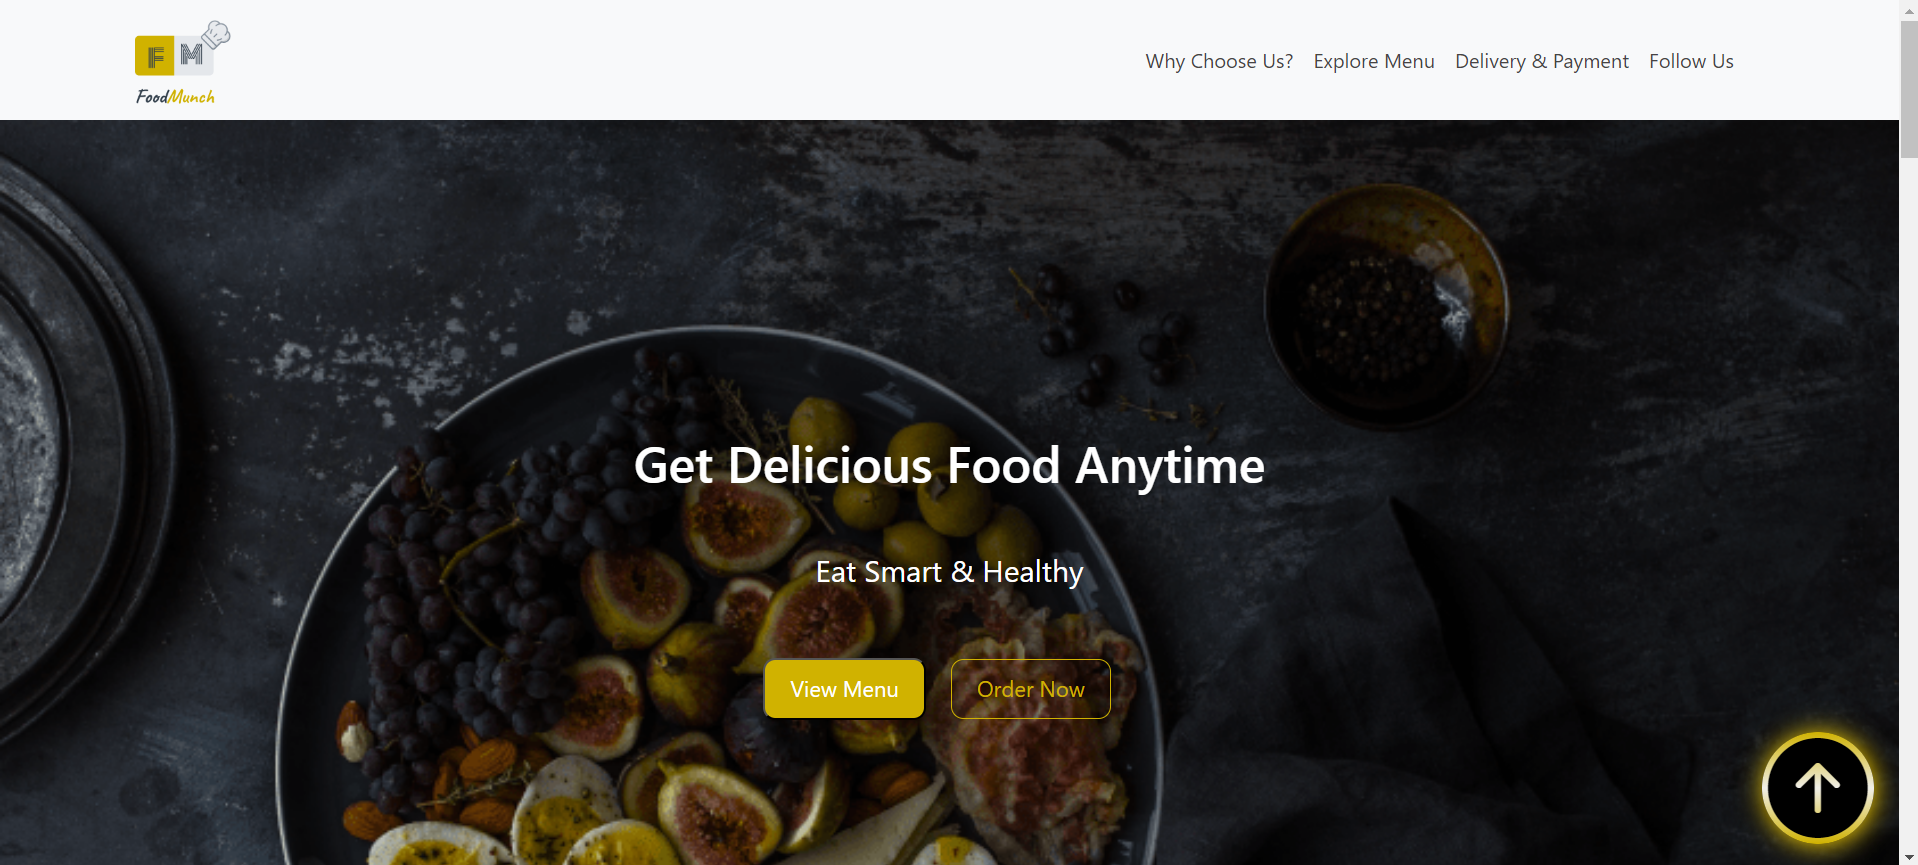 F M
FoodMunch
Why Choose Us? Explore Menu Delivery & Payment Follow Us
Get Delicious Food Anytime
Eat Smart & Healthy
View Menu Order Now